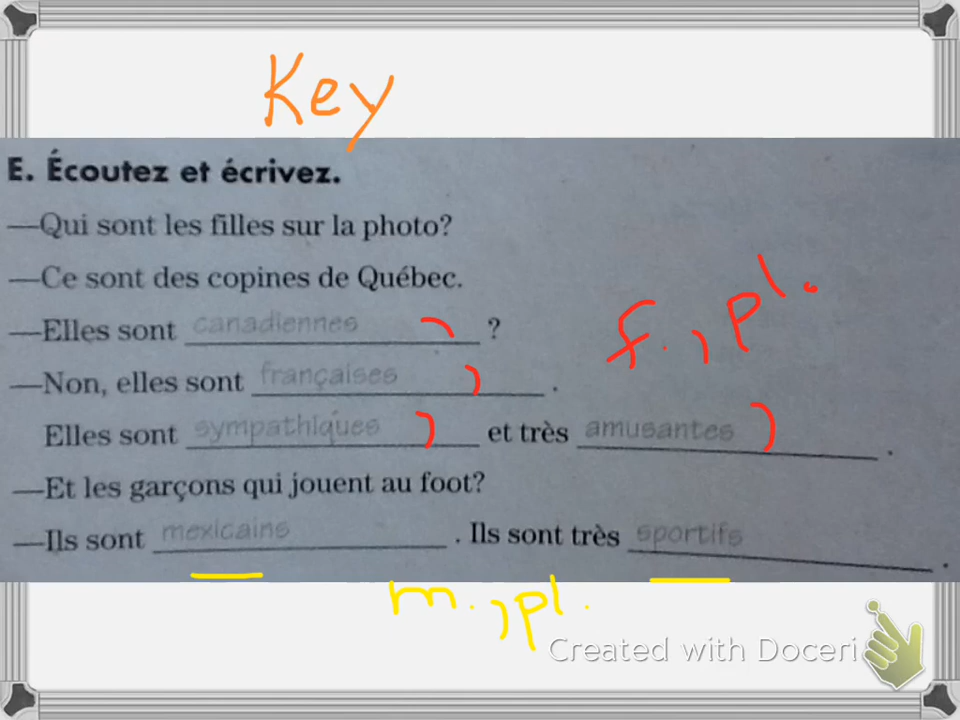 Key
E. Écoutez et écrivez.
—Qui sont les filles sur la photo?
—Ce sont des copines de Québec.
—Elles sont canadiennes ?
—Non, elles sont françaises .
Elles sont sympathiques et très amusantes .
—Et les garçons qui jouent au foot?
—Ils sont mexicains . Ils sont très sportifs .
f., pl.
m., pl.
Created with Doceri